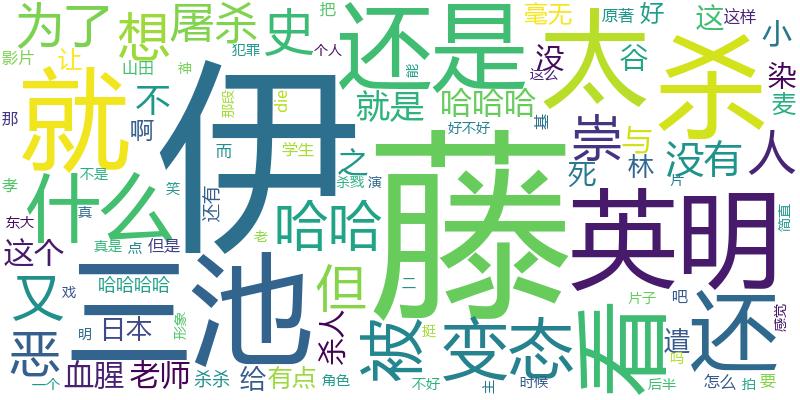 为了 想 屠杀 史 还是 太 杀 毫无 原著 好 这 这样 小
影片 让 犯罪 个人 把 没 谷 染
山田 神 能 这么
那 就 伊 不 那段 die 就是 哈哈哈 崇 与 麦
啊 好不好 基 林 没有 人
而 学生 之 藤 死
孝 什么 不是 笑 还有 杀戮 演 片
东大 真 哈哈 英明 简直
这个 真是 点 但是 三 池 老 但 看 还
又 哈哈哈哈 二 片子 吧 感觉
戏 日本 形象 杀人 被 变态 遣
恶 明 挺 吗
血腥 老师 杀杀 给 有点 角色 不好 主 时候 后半 怎么 拍 要
一个